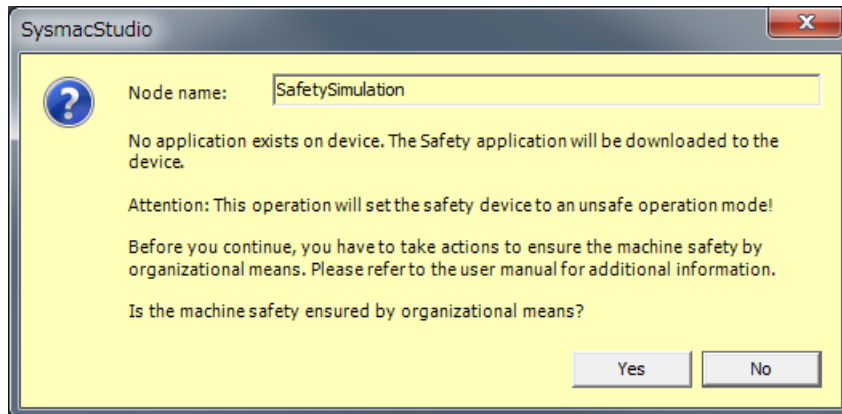 SysmacStudio
Node name: SafetySimulation
No application exists on device. The Safety application will be downloaded to the
device.
Attention: This operation will set the safety device to an unsafe operation mode!
Before you continue, you have to take actions to ensure the machine safety by
organizational means. Please refer to the user manual for additional information.
Is the machine safety ensured by organizational means?
Yes No